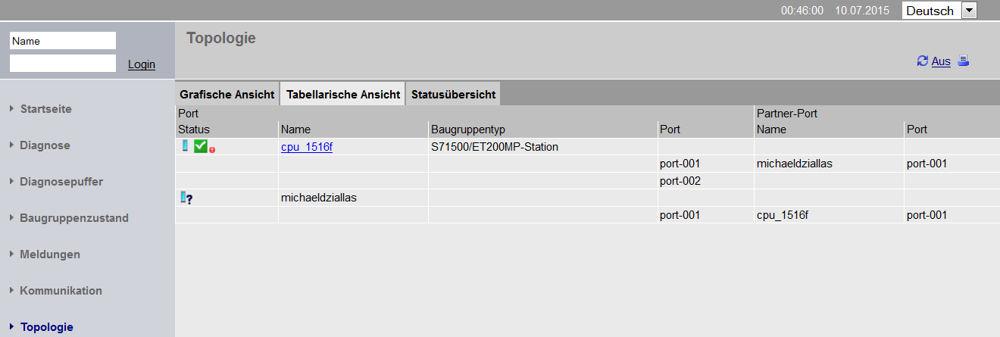 00:46:00 10.07.2015 Deutsch
Name
Topologie
Login
Aus
Grafische Ansicht Tabellarische Ansicht Statusübersicht
Port Partner-Port
Status Name Baugruppentyp Port Name Port
cpu_1516f S71500/ET200MP-Station
port-001 michaeldziallas port-001
port-002
? michaeldziallas
port-001 cpu_1516f port-001
Startseite
Diagnose
Diagnosepuffer
Baugruppenzustand
Meldungen
Kommunikation
Topologie